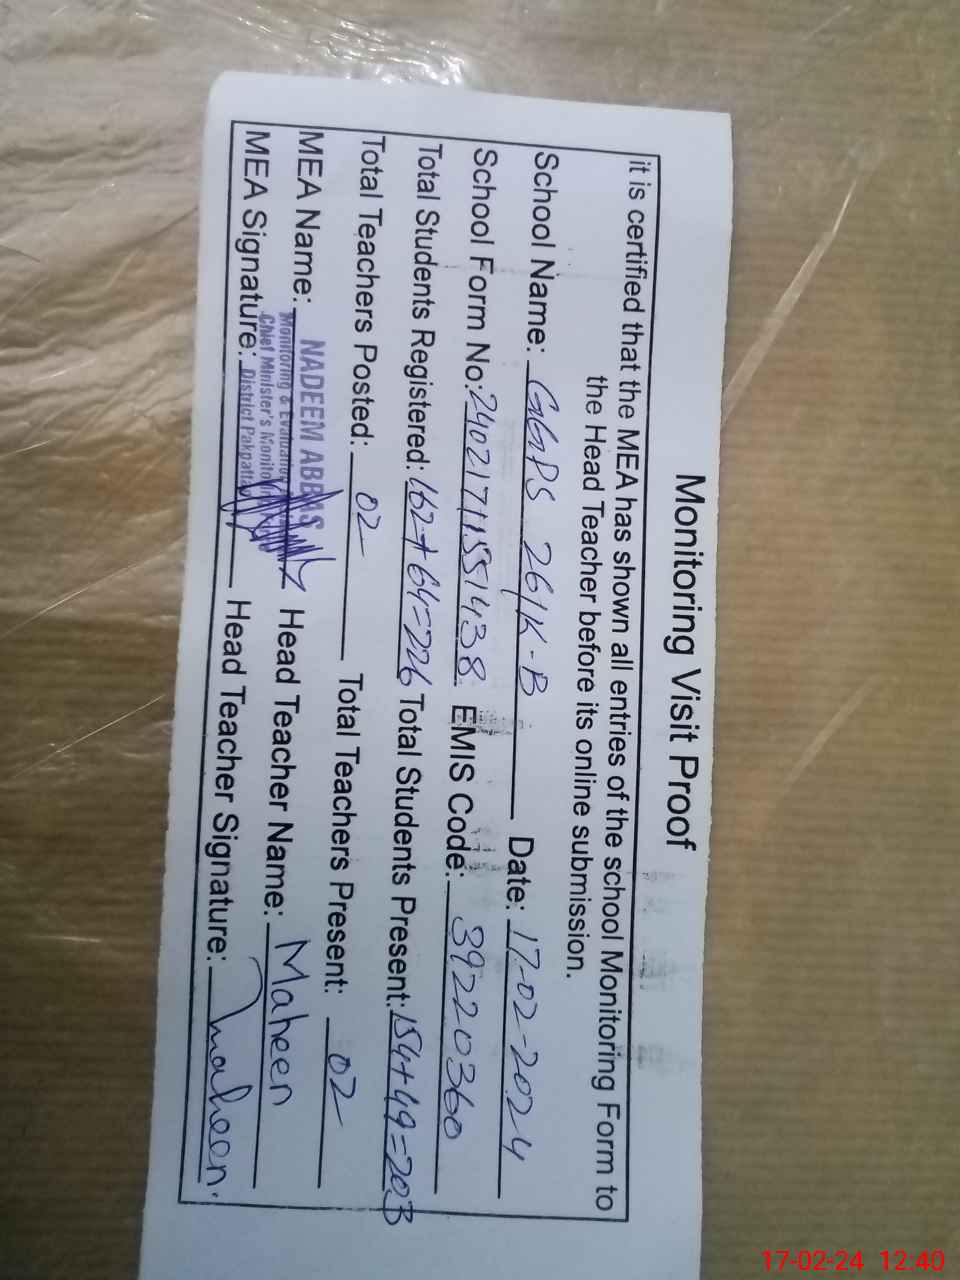 Monitoring Visit Proof
it is certified that the MEA has shown all entries of the school Monitoring Form to
the Head Teacher before its online submission.
School Name: GGPS 26/K-B Date: 17-02-2024
School Form No: 24021711551438 EMIS Code: 39220360
Total Students Registered: 162+64=226 Total Students Present: 154+49=203
Total Teachers Posted: 02 Total Teachers Present: 02
MEA Name: NADEEM ABBAS Head Teacher Name: Maheen
Monitoring & Evaluation
Chief Minister's Monitoring
MEA Signature: District Pakpattan Head Teacher Signature: Maheen.
17-02-24 12:40